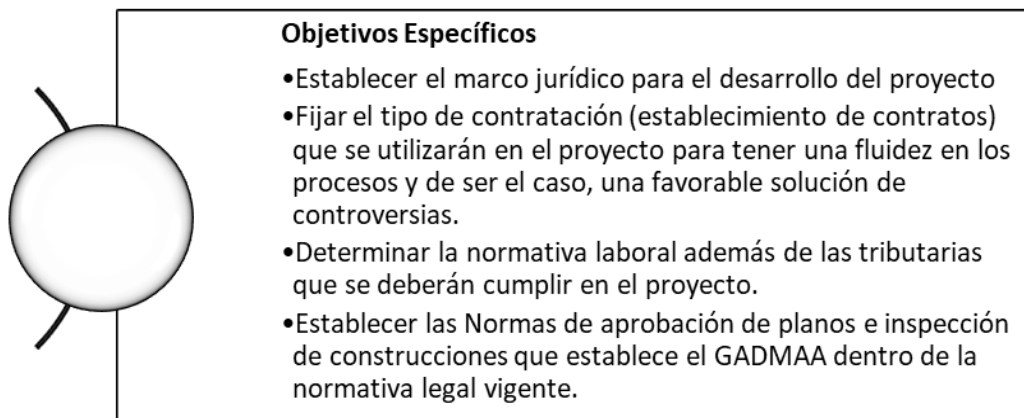 Objetivos Específicos
•Establecer el marco jurídico para el desarrollo del proyecto
•Fijar el tipo de contratación (establecimiento de contratos)
que se utilizarán en el proyecto para tener una fluidez en los
procesos y de ser el caso, una favorable solución de
controversias.
•Determinar la normativa laboral además de las tributarias
que se deberán cumplir en el proyecto.
•Establecer las Normas de aprobación de planos e inspección
de construcciones que establece el GADMAA dentro de la
normativa legal vigente.